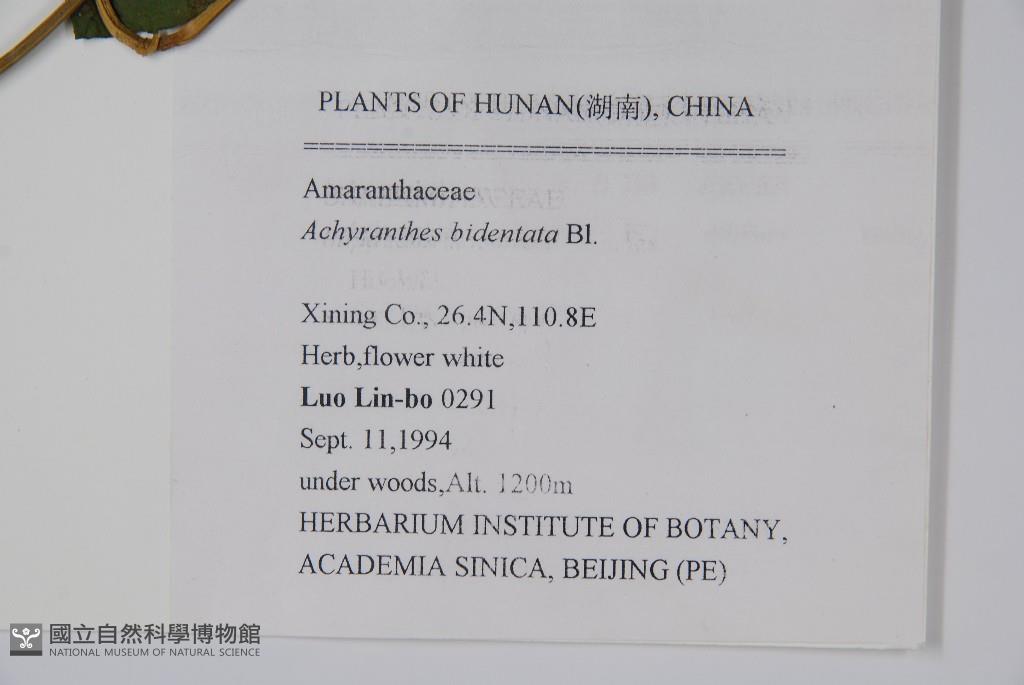 PLANTS OF HUNAN(湖南), CHINA
================================
Amaranthaceae
Achyranthes bidentata Bl.
Xining Co., 26.4N,110.8E
Herb,flower white
Luo Lin-bo 0291
Sept. 11,1994
under woods,Alt. 1200m
HERBARIUM INSTITUTE OF BOTANY,
ACADEMIA SINICA, BEIJING (PE)
國立自然科學博物館
NATIONAL MUSEUM OF NATURAL SCIENCE